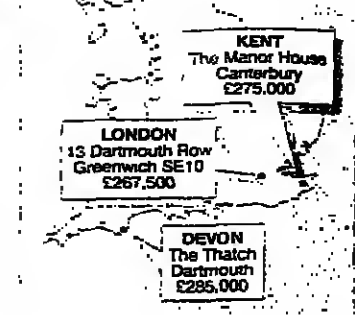 KENT
The Manor House
Canterbury
£275,000
LONDON
13 Dartmouth Row
Greenwich SE10
£267,500
DEVON
The Thatch
Dartmouth
£285,000